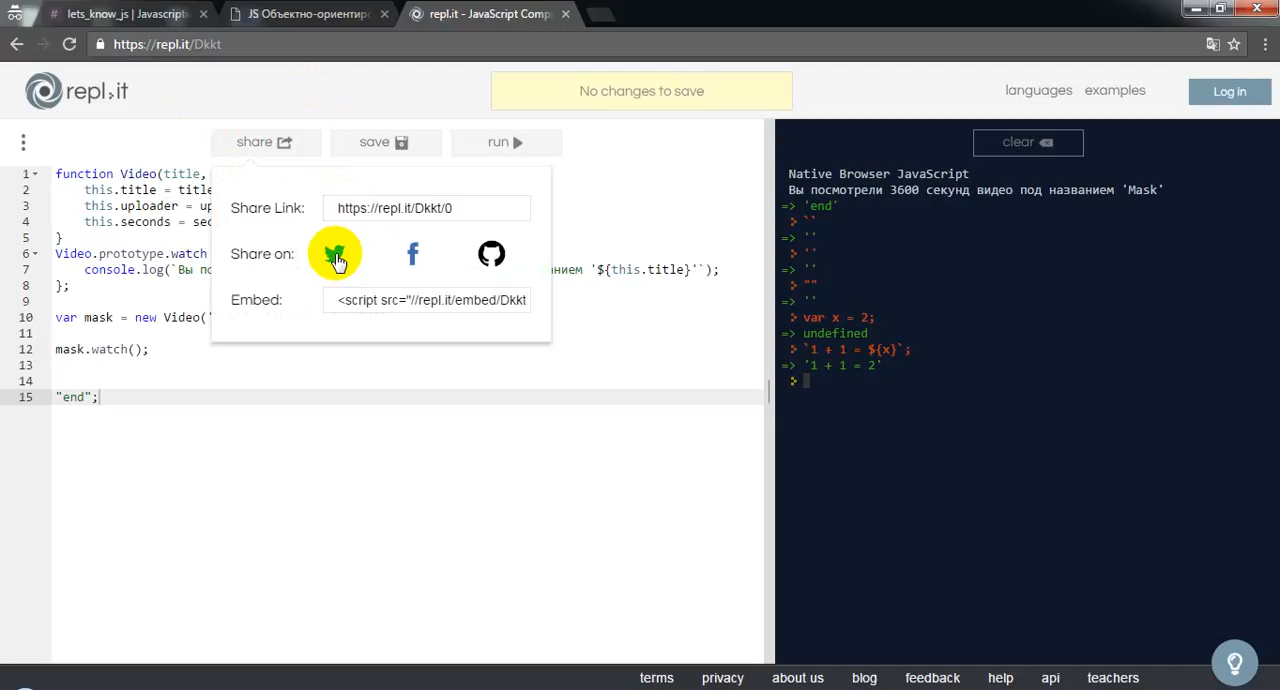 lets_know_js | Javascript
JS Объектно-ориентир
repl.it - JavaScript Comp
https://repl.it/Dkkt
repl.it
No changes to save
languages examples
Log in
share save run
clear
Share Link: https://repl.it/Dkkt/0
Share on:
Embed: <script src="//repl.it/embed/Dkkt
1 function Video(title,
2 this.title = title
3 this.uploader = up
4 this.seconds = sec
5 }
6 Video.prototype.watch
7 console.log(`Вы по анием '${this.title}'`);
8 };
9
10 var mask = new Video('
11
12 mask.watch();
13
14
15 "end";
Native Browser JavaScript
Вы посмотрели 3600 секунд видео под названием 'Mask'
=> 'end'
> ``
=> ''
> ''
=> ''
> ""
=> ''
> var x = 2;
=> undefined
> `1 + 1 = ${x}`;
=> '1 + 1 = 2'
>
terms privacy about us blog feedback help api teachers